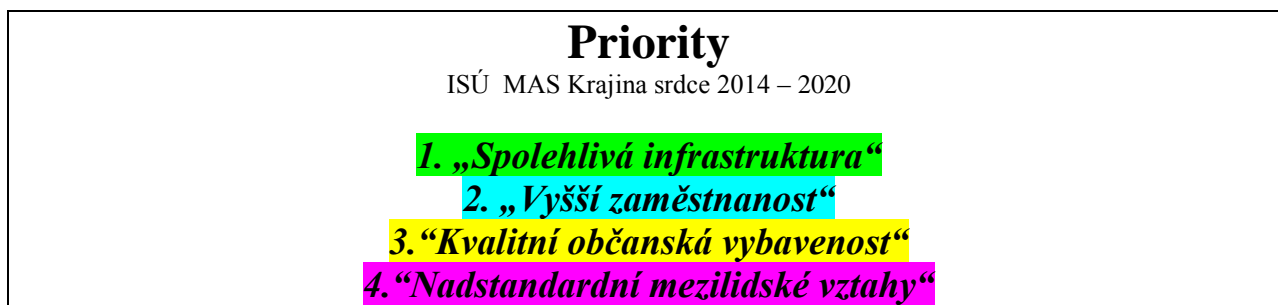 Priority
ISÚ MAS Krajina srdce 2014 – 2020
1. „Spolehlivá infrastruktura“
2. „Vyšší zaměstnanost“
3.“Kvalitní občanská vybavenost“
4.“Nadstandardní mezilidské vztahy“